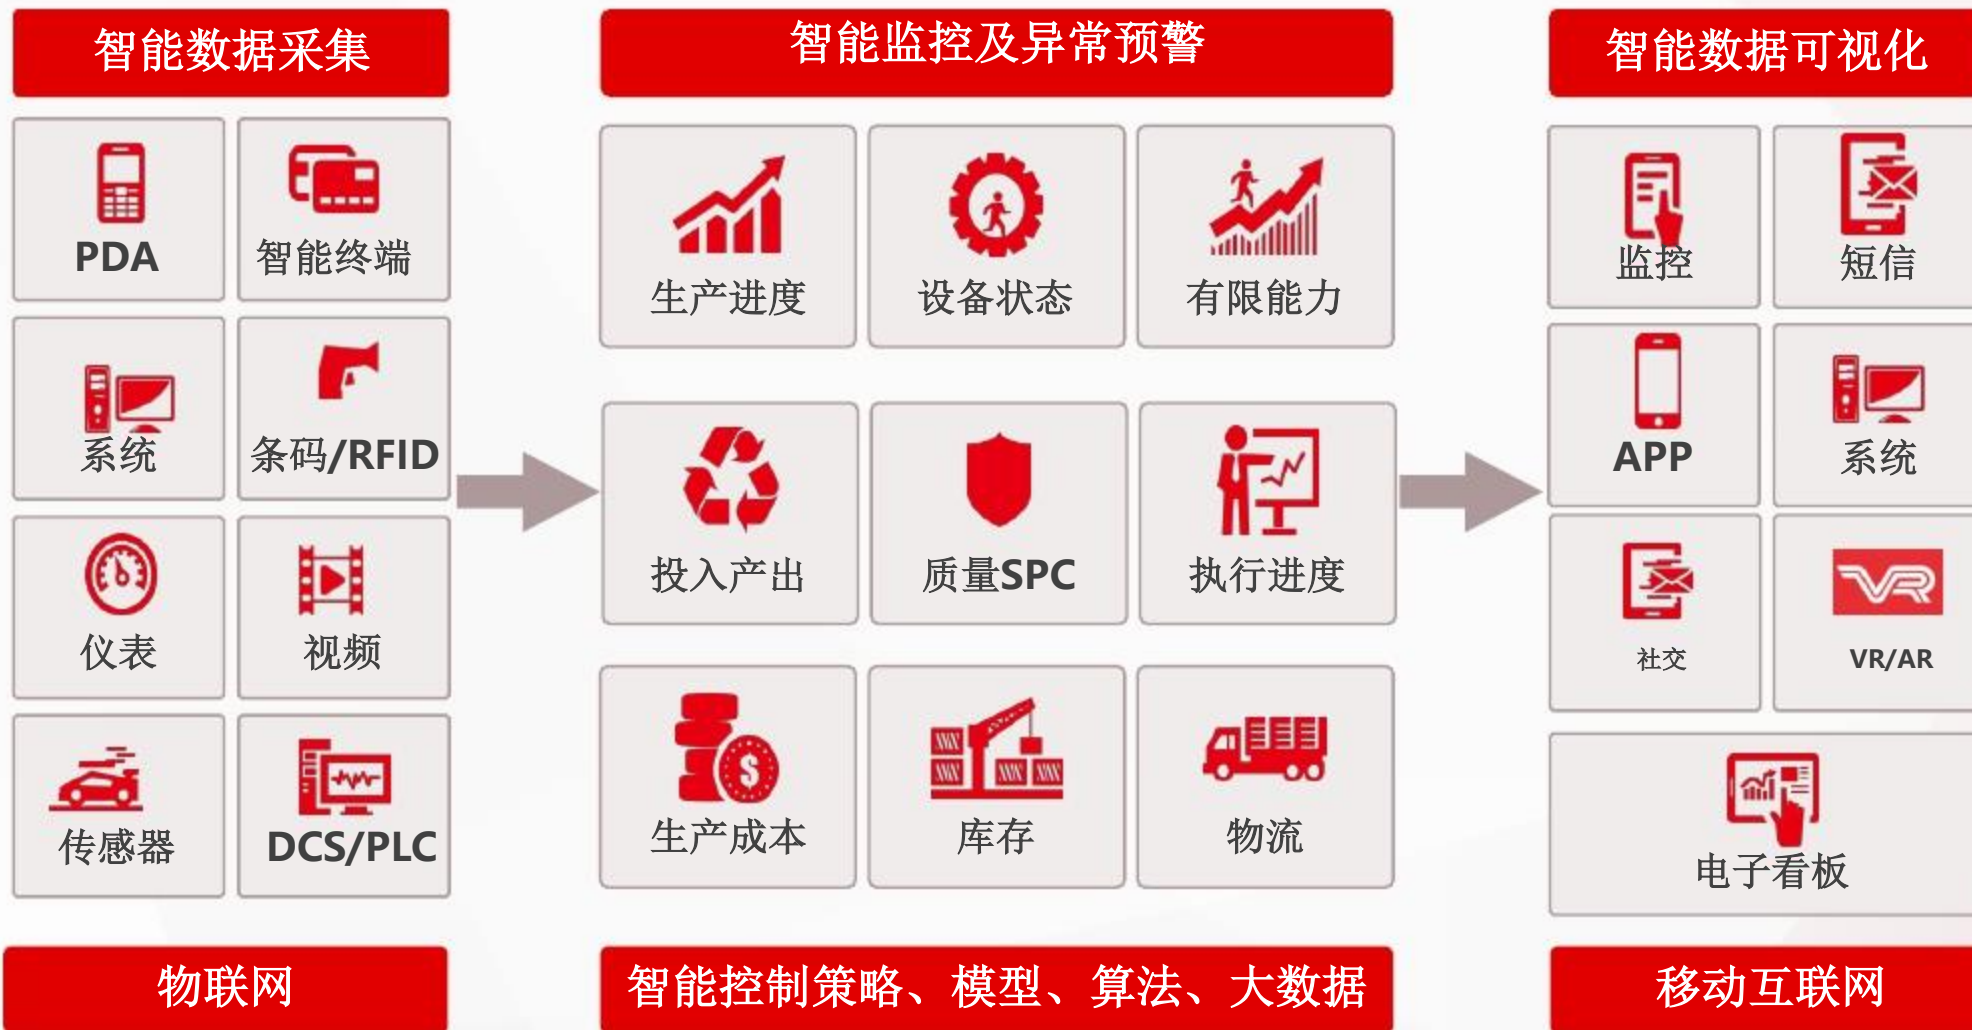 智能数据采集
PDA
智能终端
系统
条码/RFID
仪表
视频
传感器
DCS/PLC
物联网
智能监控及异常预警
生产进度
设备状态
有限能力
投入产出
质量SPC
执行进度
生产成本
库存
物流
智能控制策略、模型、算法、大数据
智能数据可视化
监控
短信
APP
系统
社交
VR
VR/AR
电子看板
移动互联网